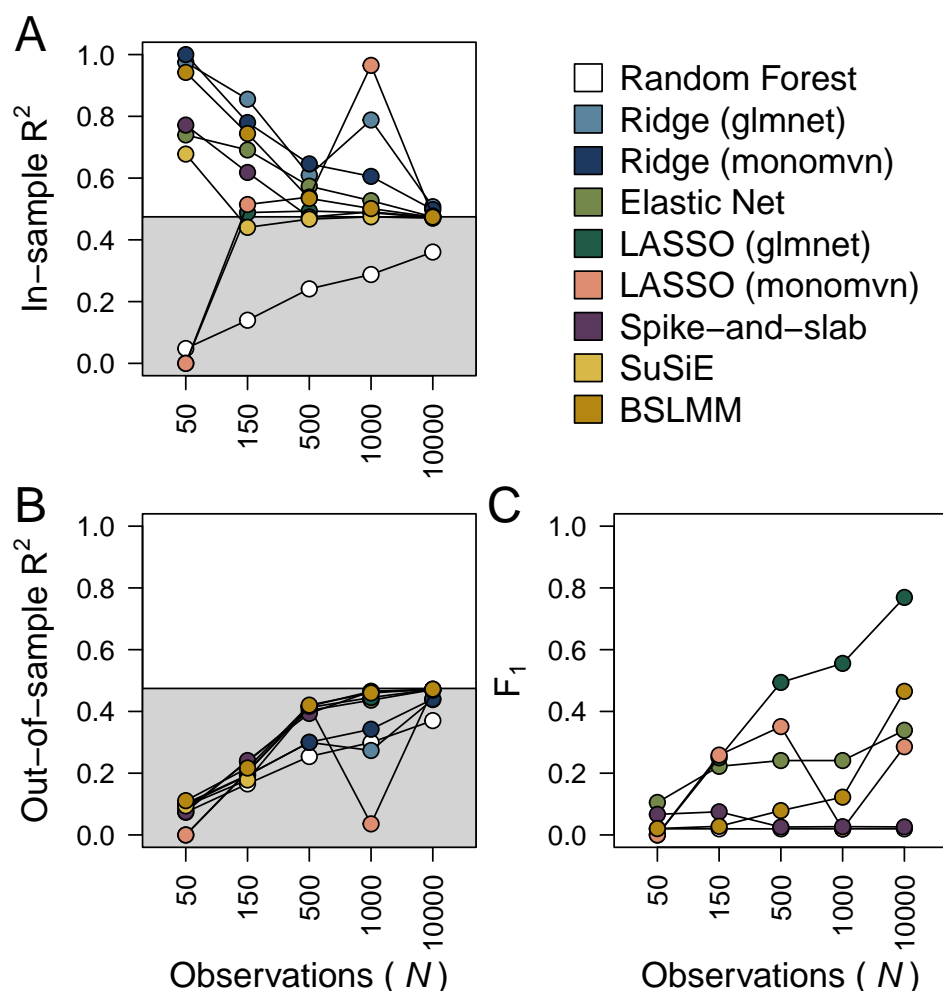 A
In−sample R2
1.0
0.8
0.6
0.4
0.2
0.0
50
150
500
1000
10000
Random Forest
Ridge (glmnet)
Ridge (monomvn)
Elastic Net
LASSO (glmnet)
LASSO (monomvn)
Spike−and−slab
SuSiE
BSLMM
B
Out−of−sample R2
1.0
0.8
0.6
0.4
0.2
0.0
50
150
500
1000
10000
Observations ( N)
C
F1
1.0
0.8
0.6
0.4
0.2
0.0
50
150
500
1000
10000
Observations ( N)